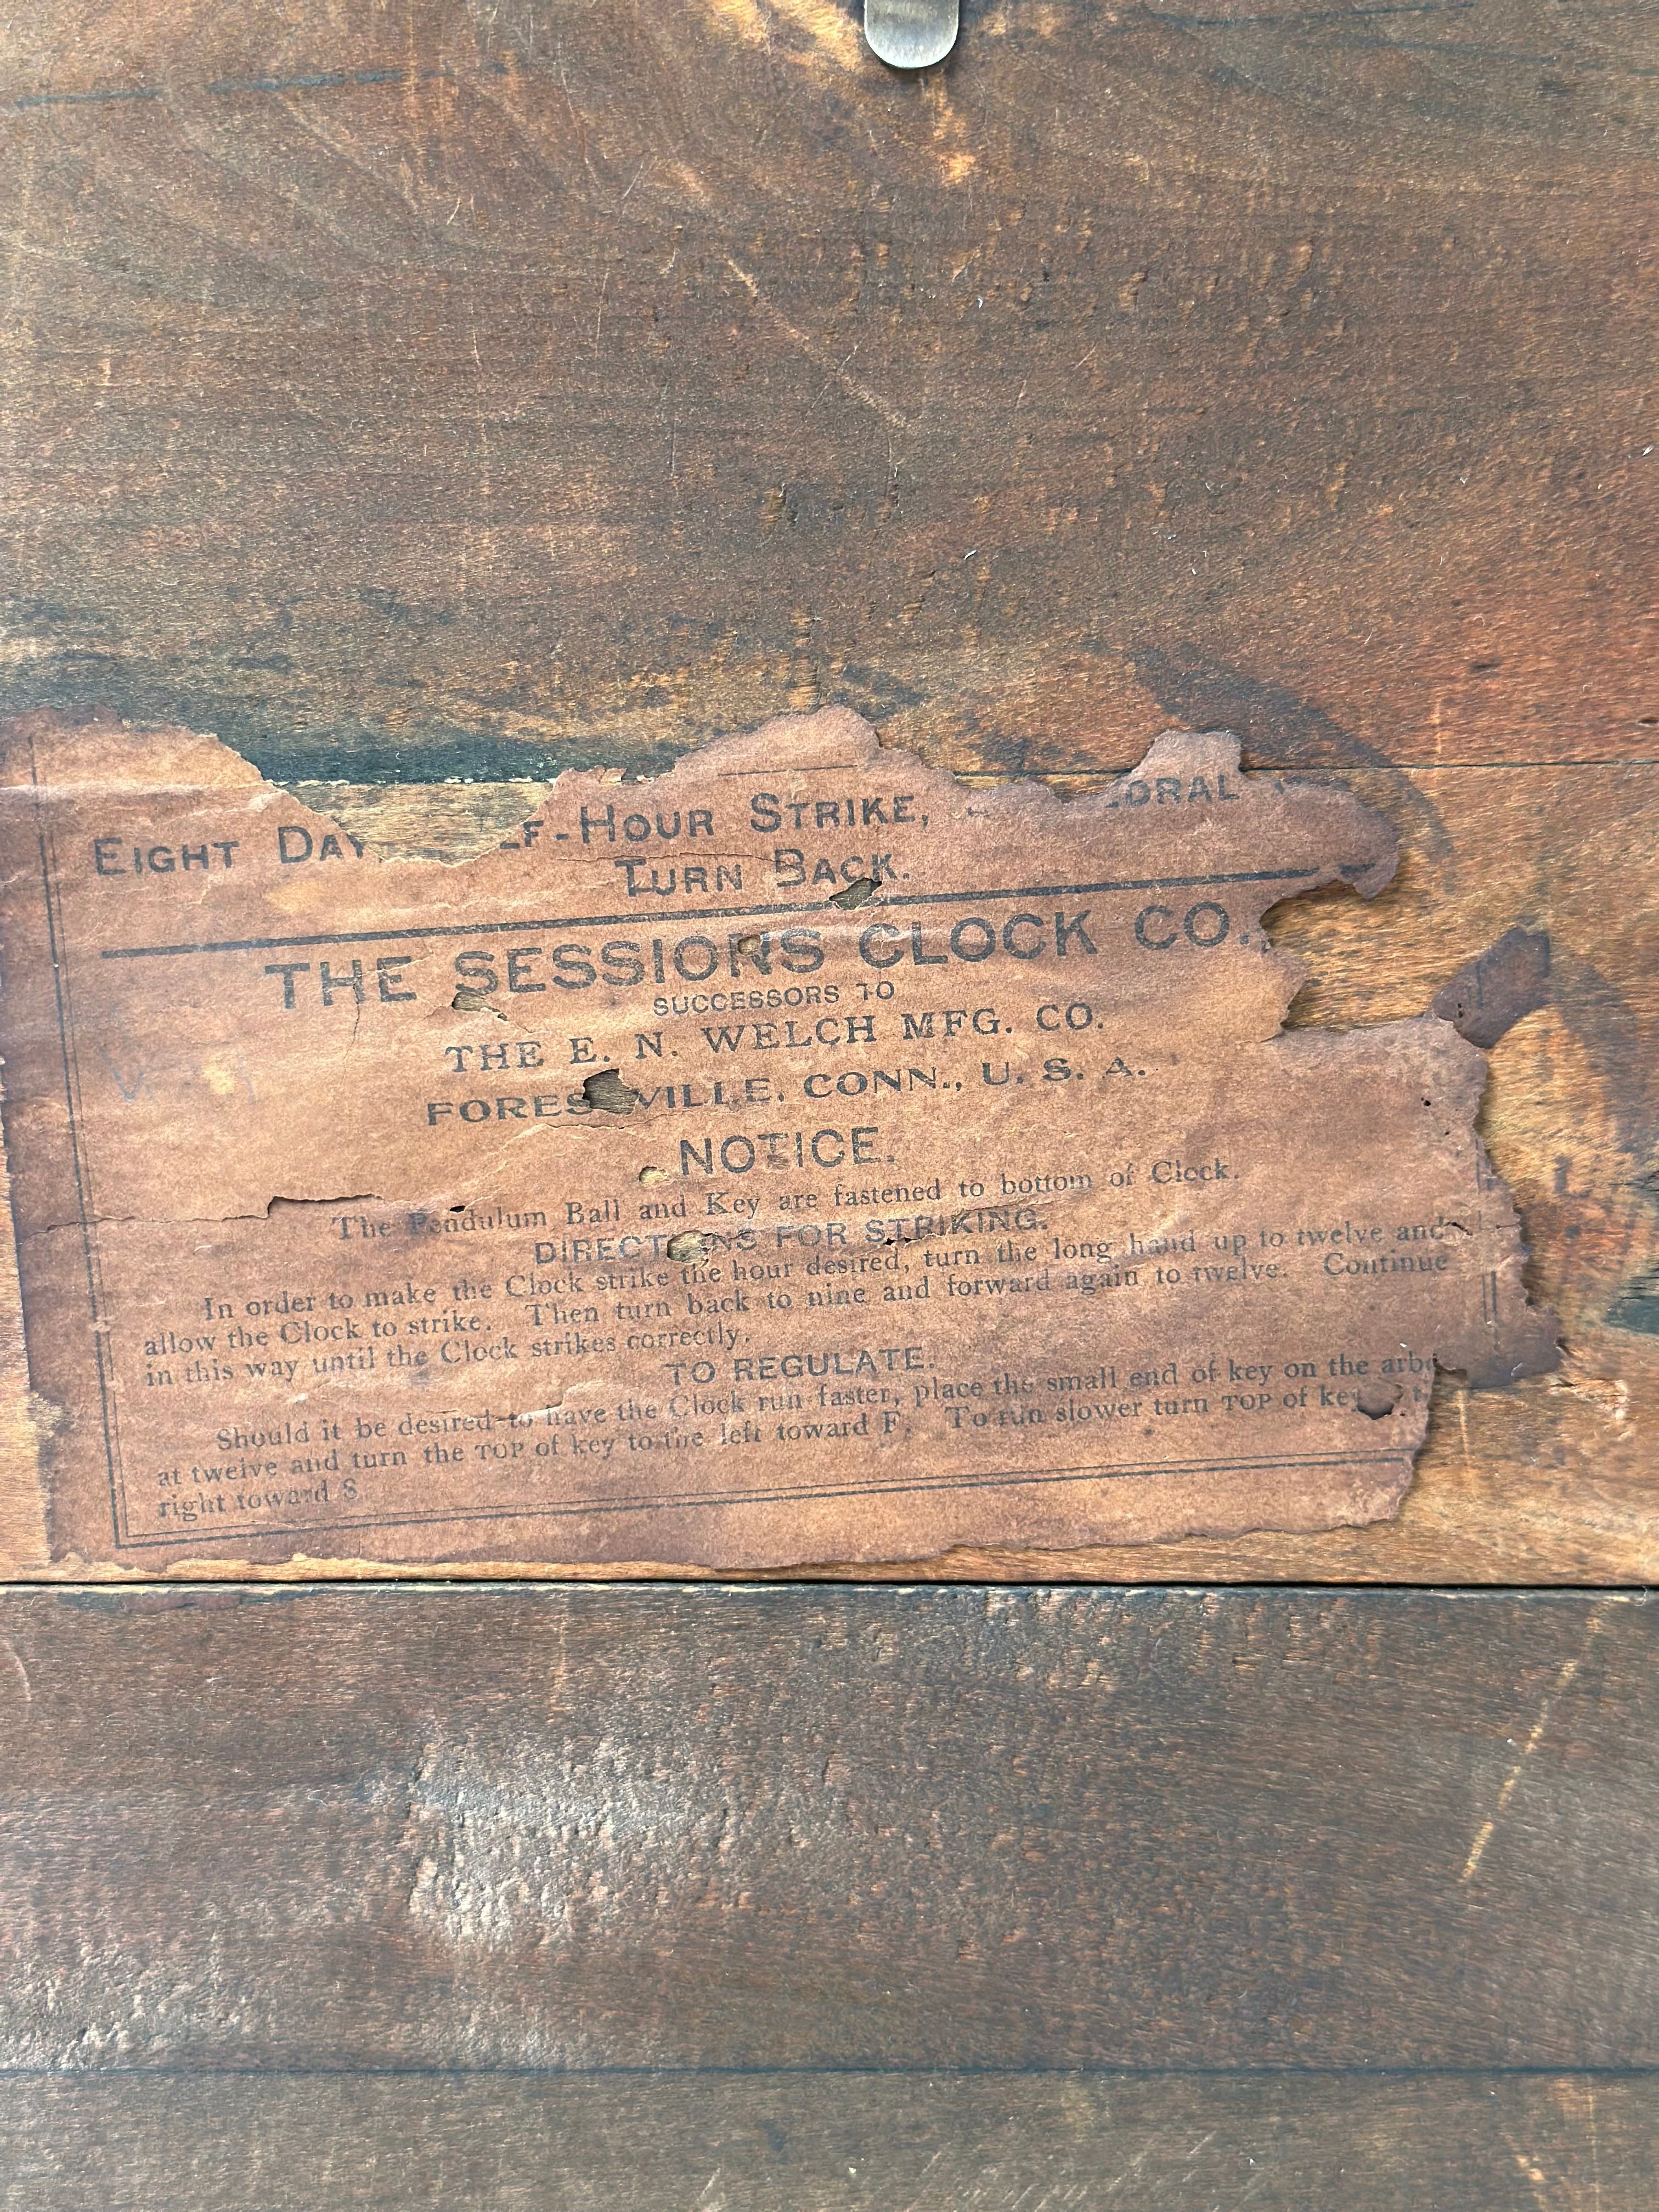 EIGHT DAY LF-HOUR STRIKE, DRAL
TURN BACK.
THE SESSIONS CLOCK CO.,
SUCCESSORS TO
THE E. N. WELCH MFG. CO.
FORES VILLE, CONN., U. S. A.
NOTICE.
The Pendulum Ball and Key are fastened to bottom of Clock.
DIRECTIONS FOR STRIKING.
In order to make the Clock strike the hour desired, turn the long hand up to twelve and
allow the Clock to strike. Then turn back to nine and forward again to twelve. Continue
in this way until the Clock strikes correctly.
TO REGULATE.
Should it be desired to have the Clock run faster, place the small end of key on the arbo
at twelve and turn the TOP of key to the left toward F. To run slower turn TOP of key t
right toward S